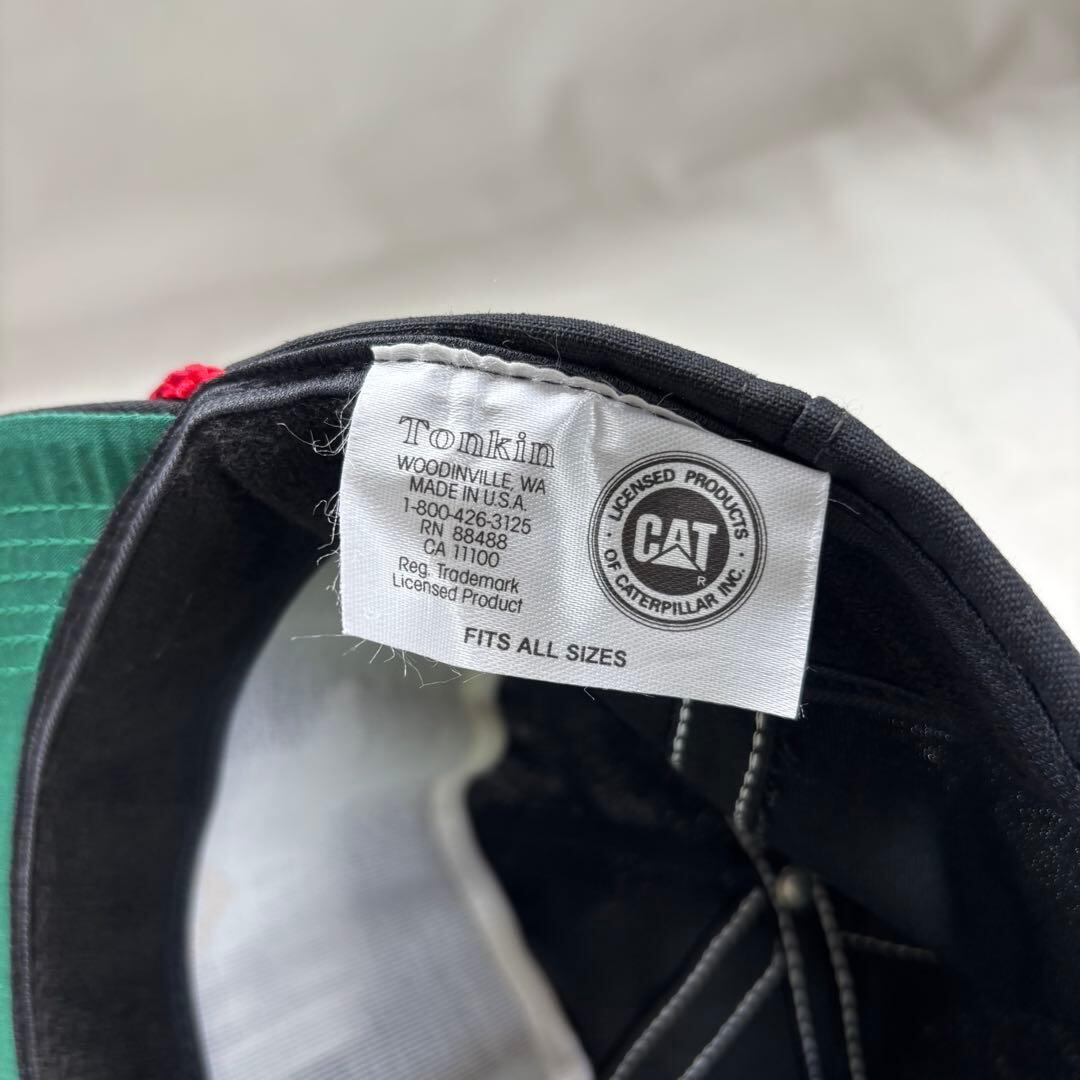 Tonkin
WOODINVILLE, WA
MADE IN U.S.A.
1-800-426-3125
RN 88488
CA 11100
Reg. Trademark
Licensed Product
· LICENSED PRODUCTS ·
OF CATERPILLAR INC.
CAT
R
FITS ALL SIZES